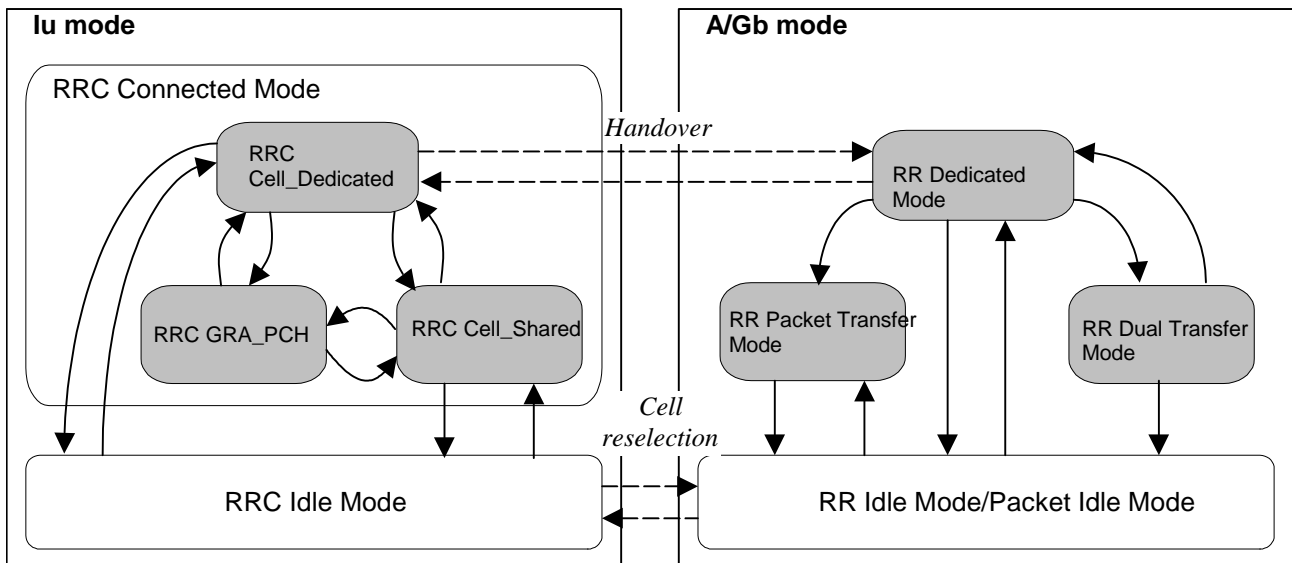 Iu mode
A/Gb mode
RRC Connected Mode
Handover
RRC
Cell_Dedicated
RR Dedicated
Mode
RRC GRA_PCH
RRC Cell_Shared
RR Packet Transfer
Mode
RR Dual Transfer
Mode
Cell
reselection
RRC Idle Mode
RR Idle Mode/Packet Idle Mode